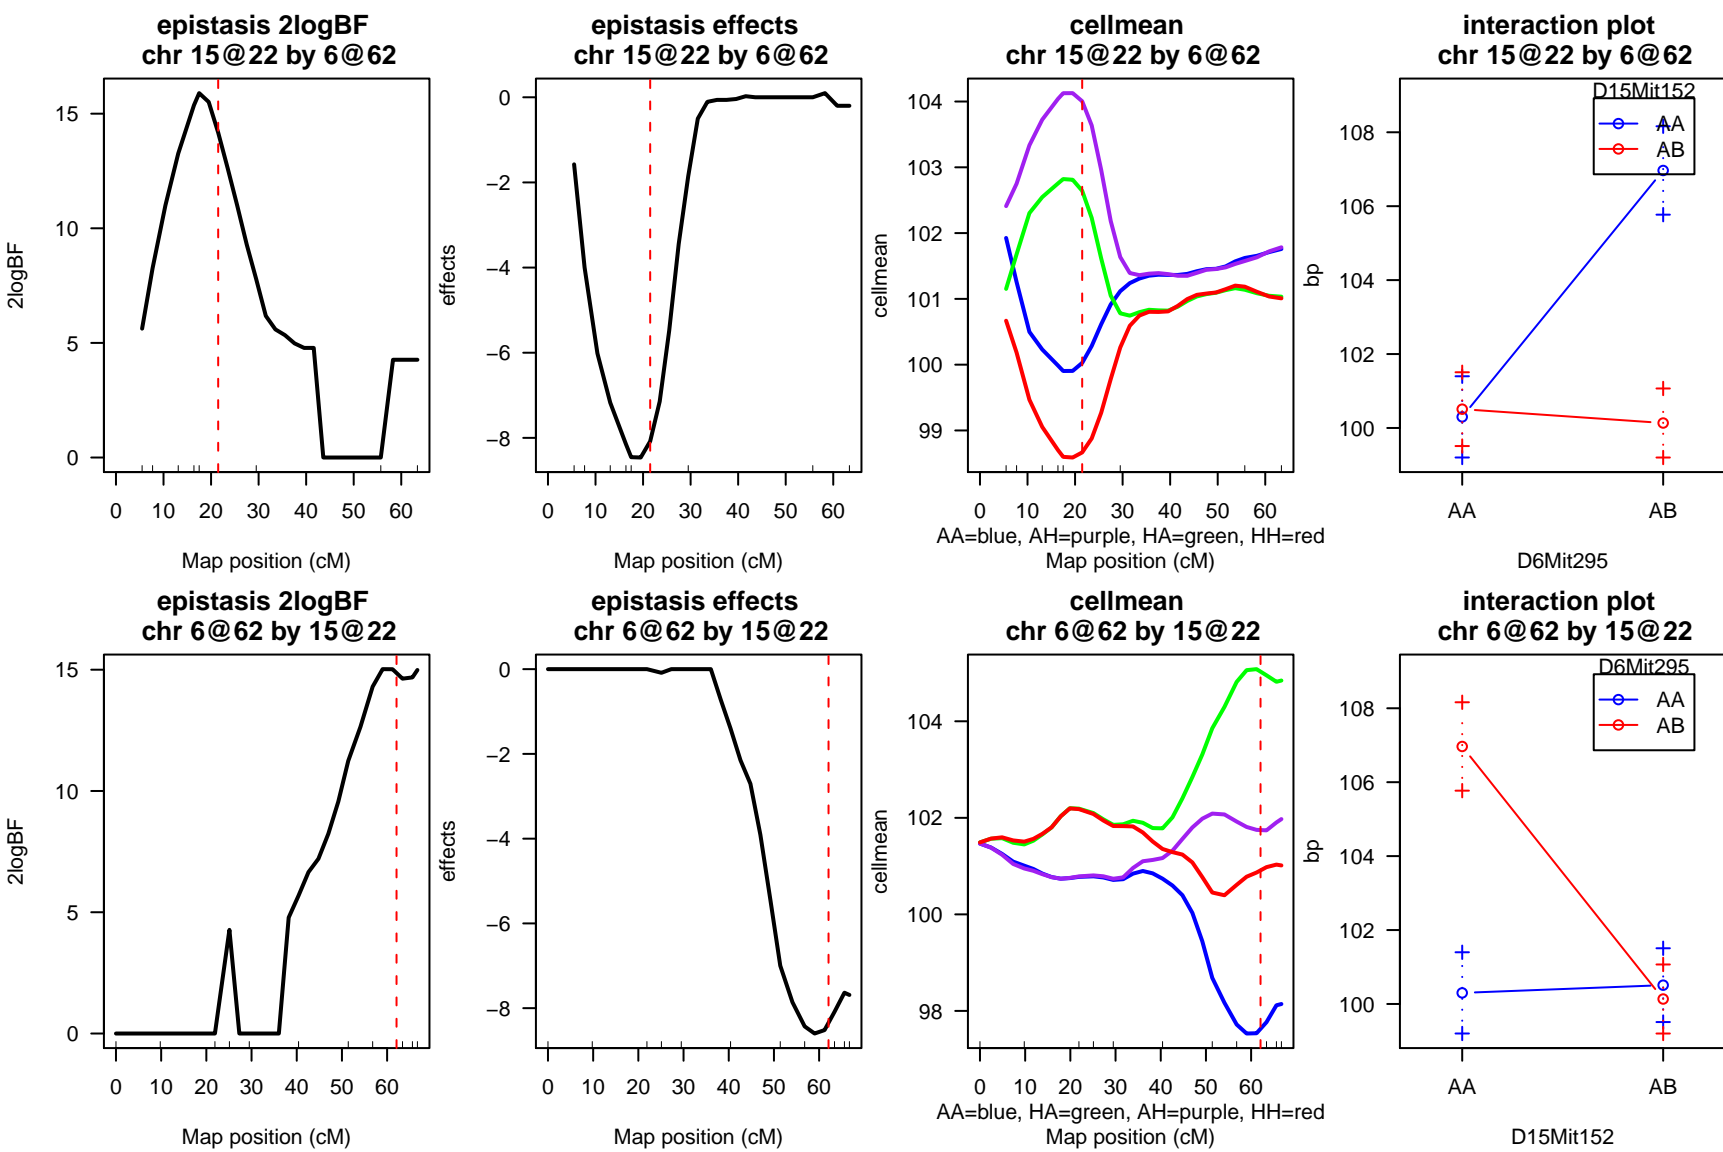 epistasis 2logBF
chr 15@22 by 6@62
2logBF
15
10
5
0
0 10 20 30 40 50 60
Map position (cM)
epistasis effects
chr 15@22 by 6@62
effects
0
−2
−4
−6
−8
0 10 20 30 40 50 60
Map position (cM)
cellmean
chr 15@22 by 6@62
cellmean
104
103
102
101
100
99
0 10 20 30 40 50 60
AA=blue, AH=purple, HA=green, HH=red
Map position (cM)
interaction plot
chr 15@22 by 6@62
bp
108
106
104
102
100
D15Mit152
AA
AB
AA AB
D6Mit295
epistasis 2logBF
chr 6@62 by 15@22
2logBF
15
10
5
0
0 10 20 30 40 50 60
Map position (cM)
epistasis effects
chr 6@62 by 15@22
effects
0
−2
−4
−6
−8
0 10 20 30 40 50 60
Map position (cM)
cellmean
chr 6@62 by 15@22
cellmean
104
102
100
98
0 10 20 30 40 50 60
AA=blue, HA=green, AH=purple, HH=red
Map position (cM)
interaction plot
chr 6@62 by 15@22
bp
108
106
104
102
100
D6Mit295
AA
AB
AA AB
D15Mit152